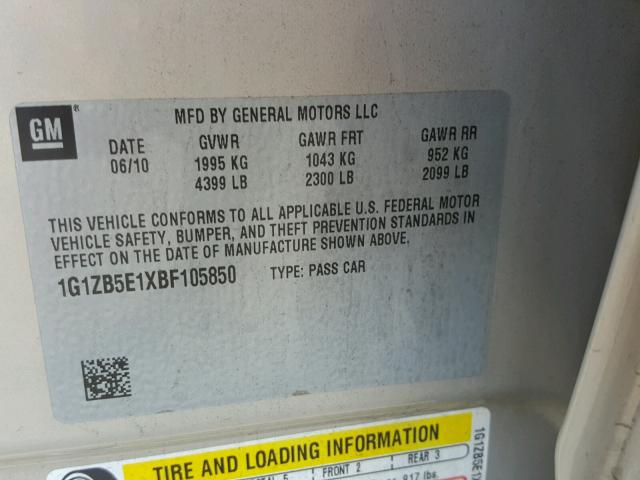 GM
MFD BY GENERAL MOTORS LLC
DATE GVWR GAWR FRT GAWR RR
06/10 1995 KG 1043 KG 952 KG
4399 LB 2300 LB 2099 LB
THIS VEHICLE CONFORMS TO ALL APPLICABLE U.S. FEDERAL MOTOR
VEHICLE SAFETY, BUMPER, AND THEFT PREVENTION STANDARDS IN
EFFECT ON THE DATE OF MANUFACTURE SHOWN ABOVE.
1G1ZB5E1XBF105850 TYPE: PASS CAR
TIRE AND LOADING INFORMATION
FRONT 2 REAR 3
817 lbs.
1G1ZB5E1X